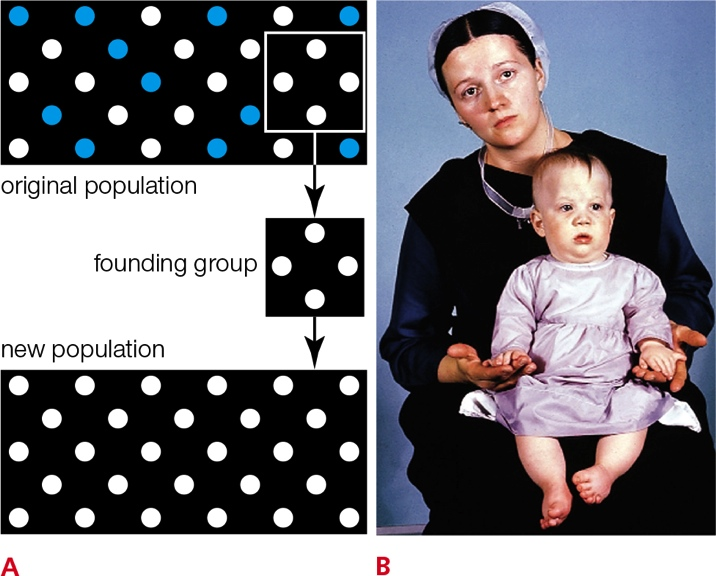 original population
founding group
new population
A
B